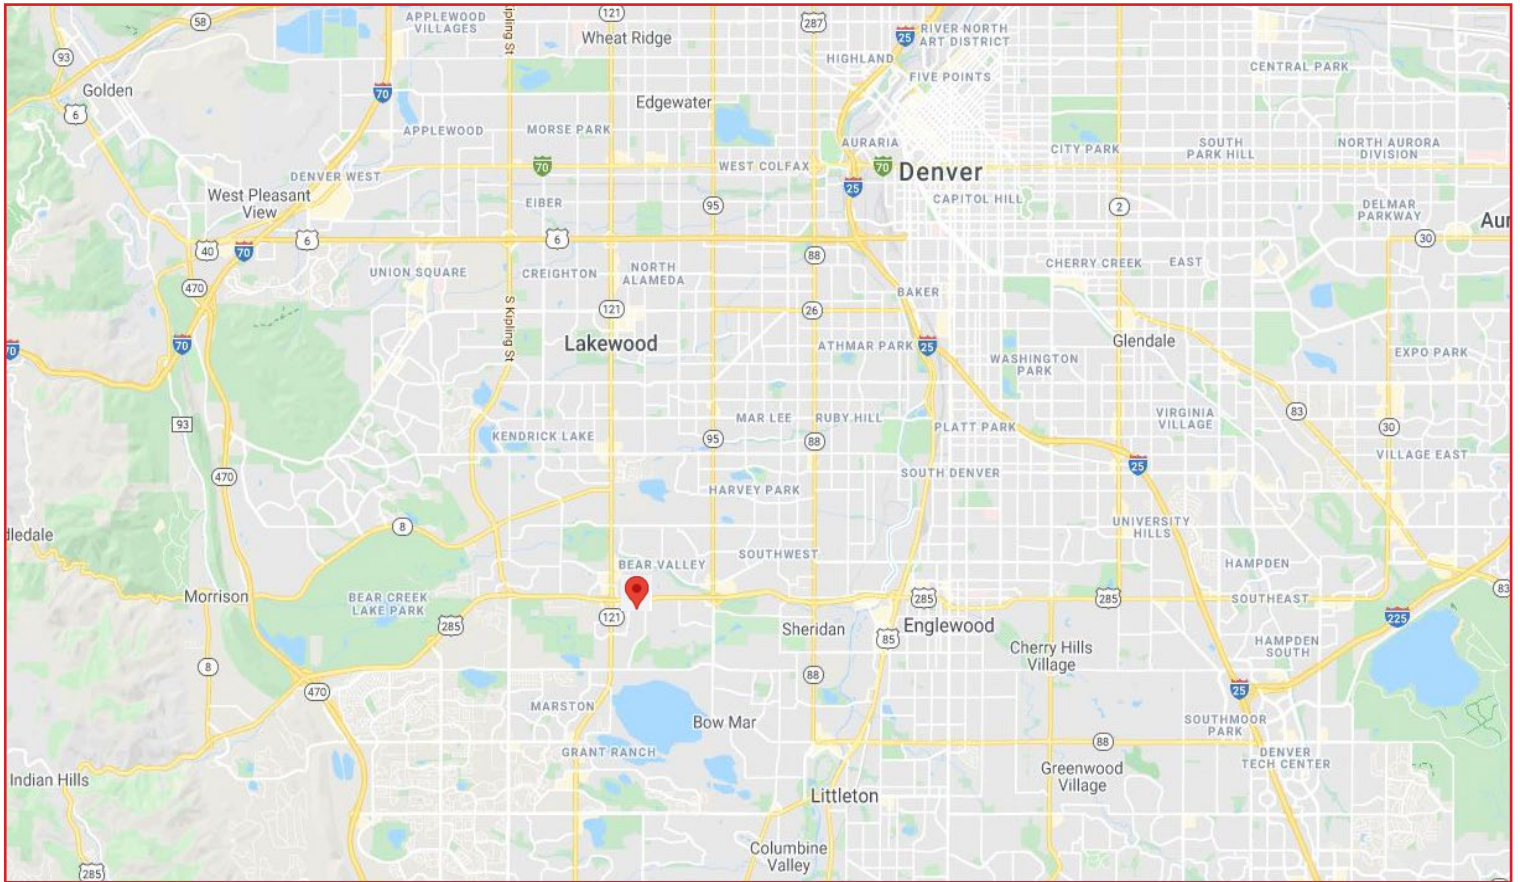 58
APPLEWOOD
VILLAGES
Kipling St
121
Wheat Ridge
287
25
RIVER NORTH
ART DISTRICT
93
Golden
6
70
HIGHLAND
FIVE POINTS
CENTRAL PARK
Edgewater
APPLEWOOD
MORSE PARK
AURARIA
CITY PARK
SOUTH
PARK HILL
NORTH AURORA
DIVISION
DENVER WEST
70
WEST COLFAX
70
Denver
25
West Pleasant
View
EIBER
95
CAPITOL HILL
2
DELMAR
PARKWAY
Aur
40
70
6
6
88
30
UNION SQUARE
CREIGHTON
NORTH
ALAMEDA
CHERRY CREEK
EAST
470
S Kipling St
121
26
BAKER
70
70
Lakewood
ATHMAR PARK
25
WASHINGTON
PARK
Glendale
EXPO PARK
93
KENDRICK LAKE
95
MAR LEE
RUBY HILL
88
PLATT PARK
VIRGINIA
VILLAGE
83
30
VILLAGE EAST
470
HARVEY PARK
SOUTH DENVER
25
HAMPDEN
8
UNIVERSITY
HILLS
dledale
BEAR VALLEY
SOUTHWEST
HAMPDEN
Morrison
BEAR CREEK
LAKE PARK
285
121
Sheridan
285
85
Englewood
285
SOUTHEAST
83
225
8
470
Cherry Hills
Village
HAMPDEN
SOUTH
88
25
MARSTON
Bow Mar
SOUTHMOOR
PARK
GRANT RANCH
88
DENVER
TECH CENTER
Indian Hills
Littleton
Greenwood
Village
Columbine
Valley
285